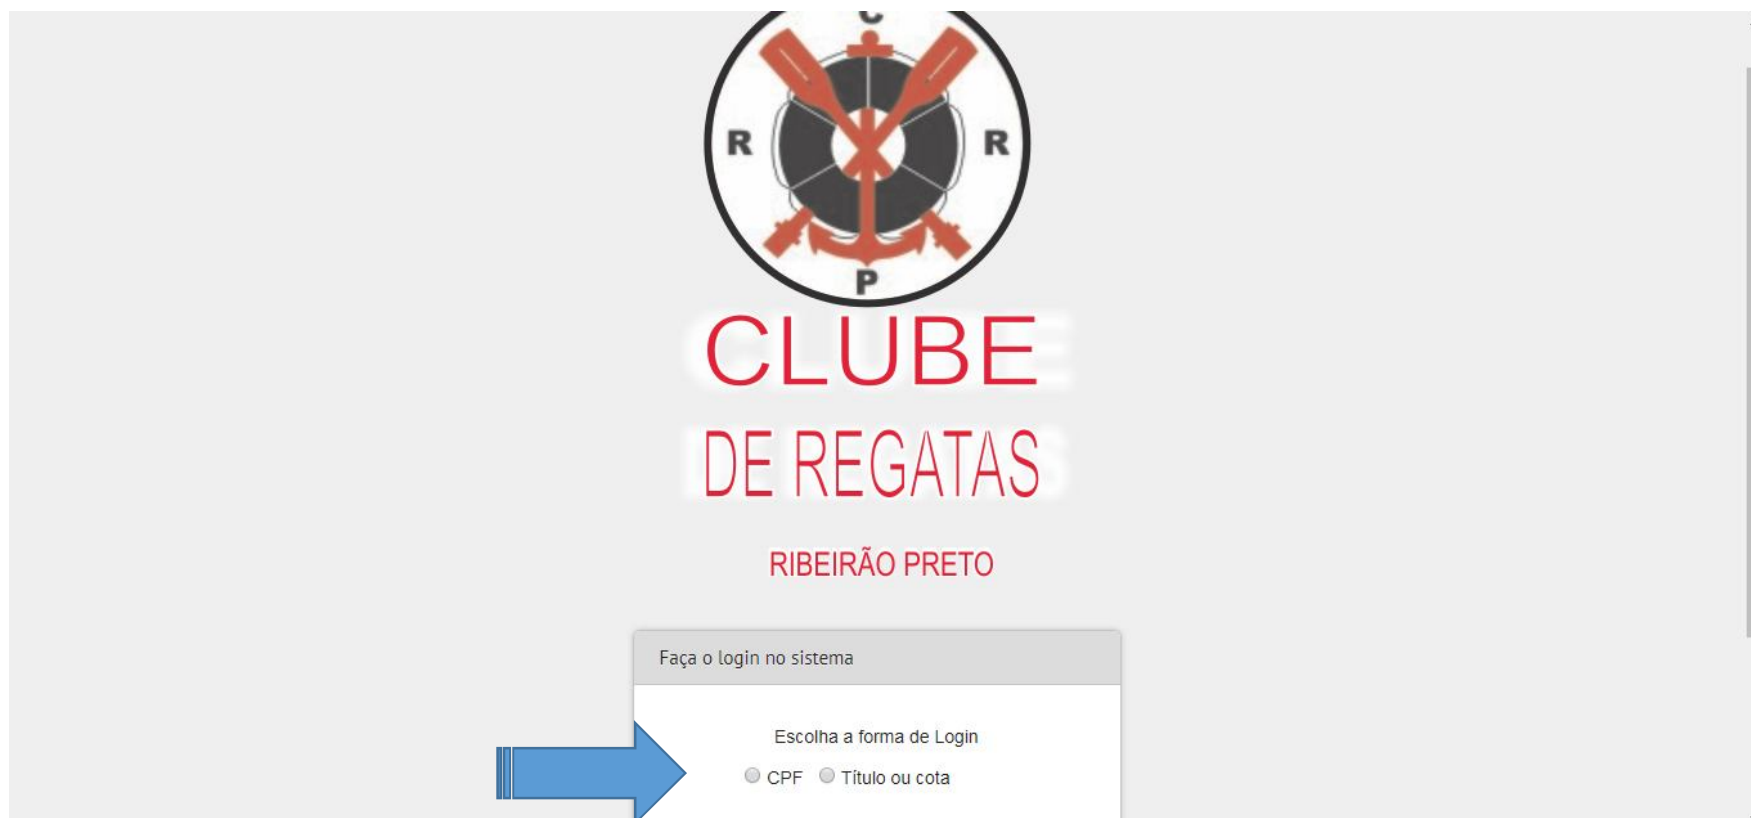 C
R R
P
CLUBE
DE REGATAS
RIBEIRÃO PRETO
Faça o login no sistema
Escolha a forma de Login
CPF Título ou cota